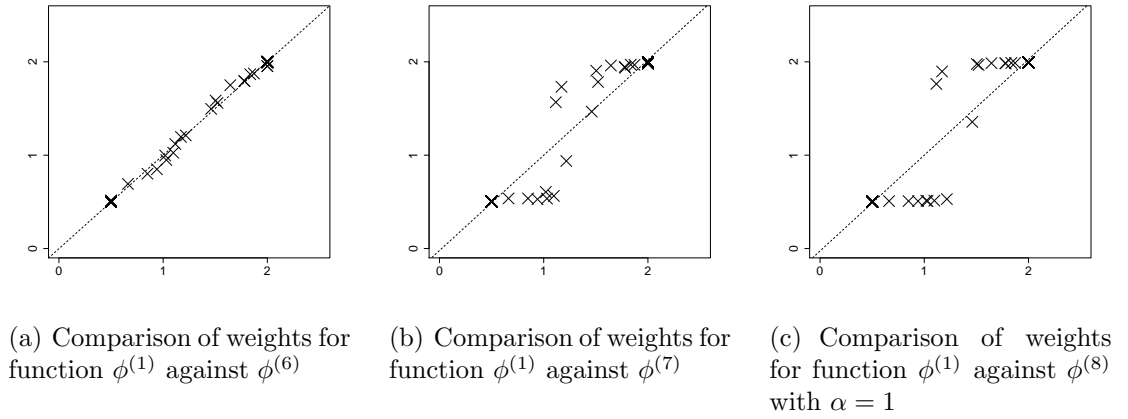 2
1
0
0 1 2
2
1
0
0 1 2
2
1
0
0 1 2
(a) Comparison of weights for
function ϕ(1) against ϕ(6)
(b) Comparison of weights for
function ϕ(1) against ϕ(7)
(c) Comparison of weights
for function ϕ(1) against ϕ(8)
with α = 1